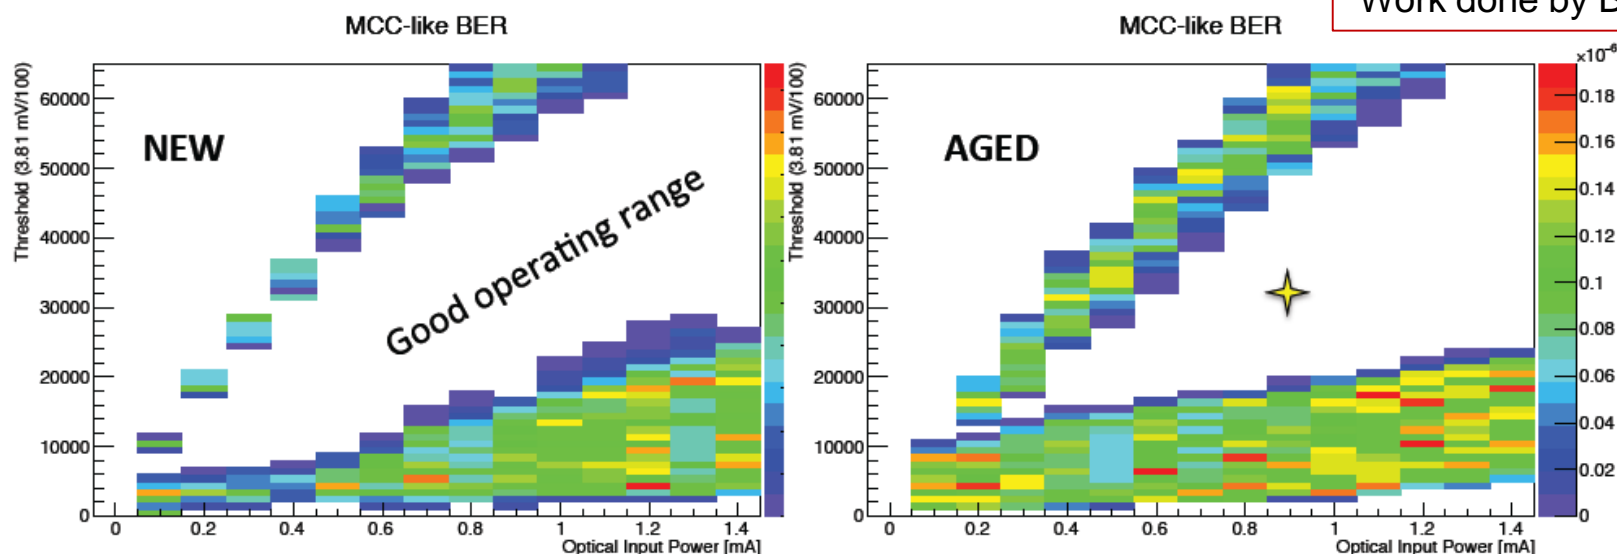 Work done by B
MCC-like BER
Threshold (3.81 mV/100)
60000
50000
40000
30000
20000
10000
0
NEW
Good operating range
0 0.2 0.4 0.6 0.8 1 1.2 1.4
Optical Input Power [mA]
MCC-like BER
Threshold (3.81 mV/100)
60000
50000
40000
30000
20000
10000
0
AGED
0 0.2 0.4 0.6 0.8 1 1.2 1.4
Optical Input Power [mA]
×10⁻⁶
0.18
0.16
0.14
0.12
0.1
0.08
0.06
0.04
0.02
0